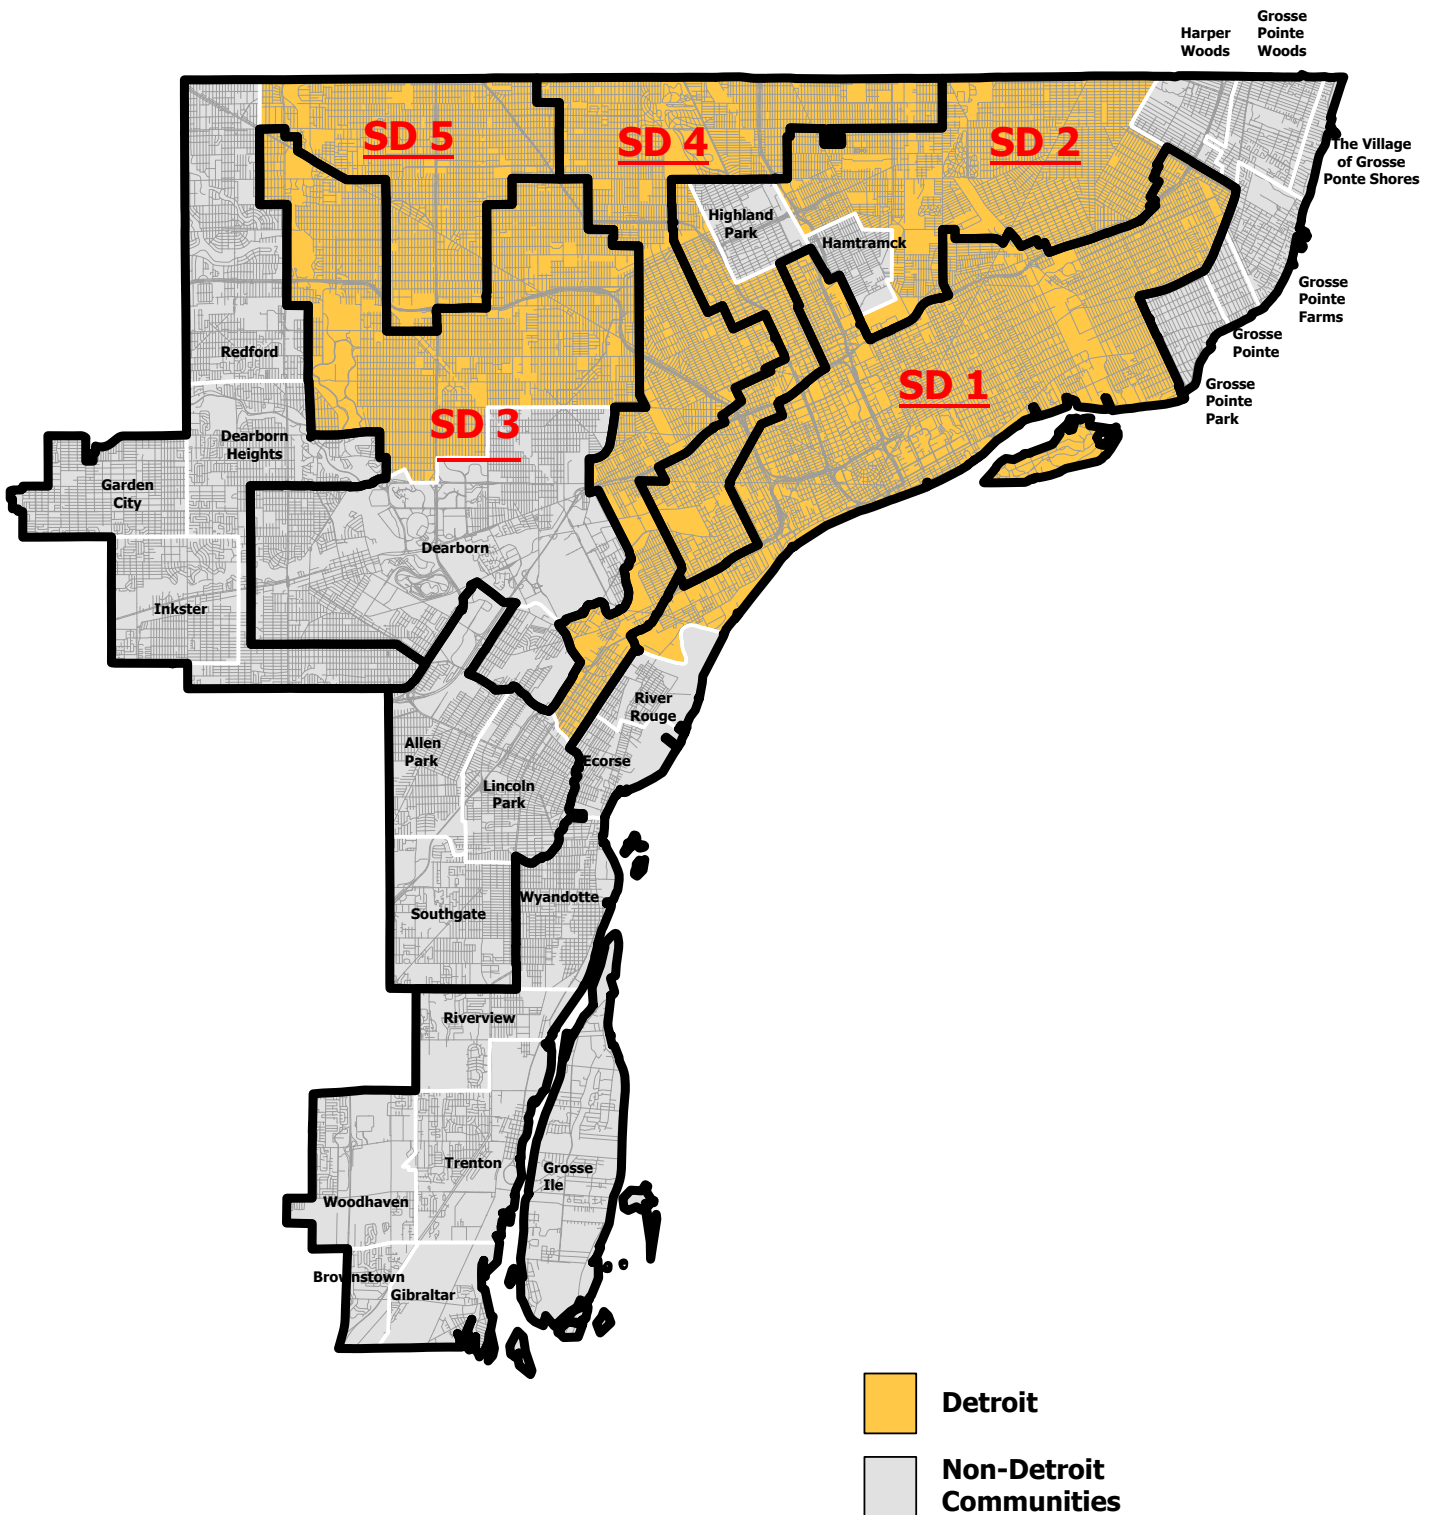 Harper
Woods
Grosse
Pointe
Woods
SD 5
SD 4
SD 2
The Village
of Grosse
Ponte Shores
Highland
Park
Hamtramck
Grosse
Pointe
Farms
Redford
Grosse
Pointe
SD 1
Grosse
Pointe
Park
SD 3
Dearborn
Heights
Garden
City
Dearborn
Inkster
River
Rouge
Allen
Park
Ecorse
Lincoln
Park
Wyandotte
Southgate
Riverview
Trenton
Grosse
Ile
Woodhaven
Brownstown
Gibraltar
Detroit
Non-Detroit
Communities